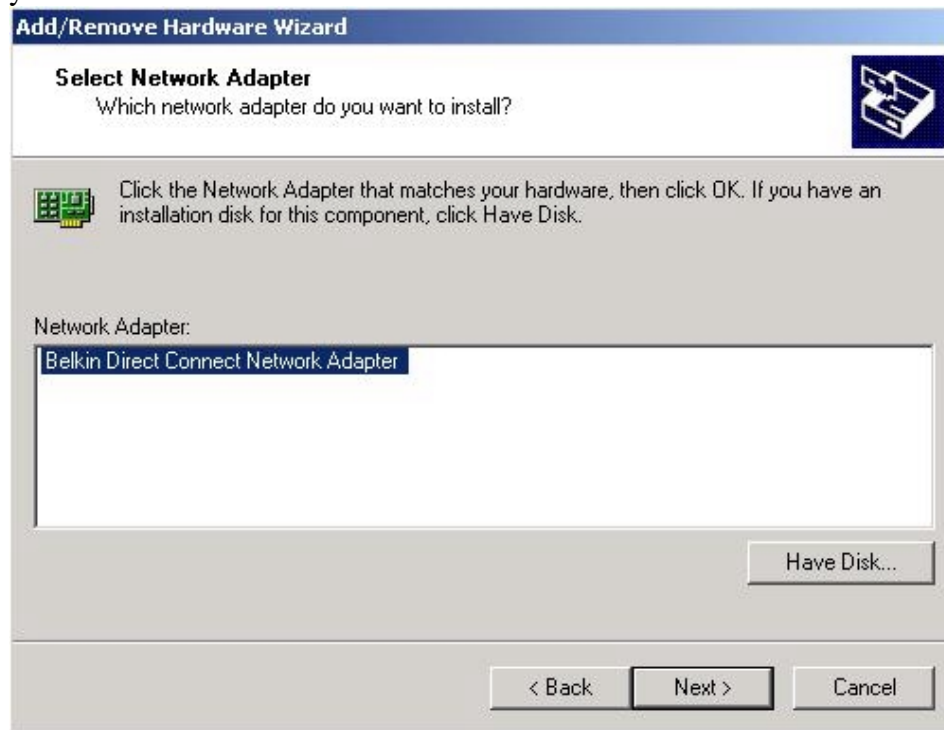 Add/Remove Hardware Wizard
Select Network Adapter
Which network adapter do you want to install?
Click the Network Adapter that matches your hardware, then click OK. If you have an
installation disk for this component, click Have Disk.
Network Adapter:
Belkin Direct Connect Network Adapter
Have Disk...
< Back
Next >
Cancel